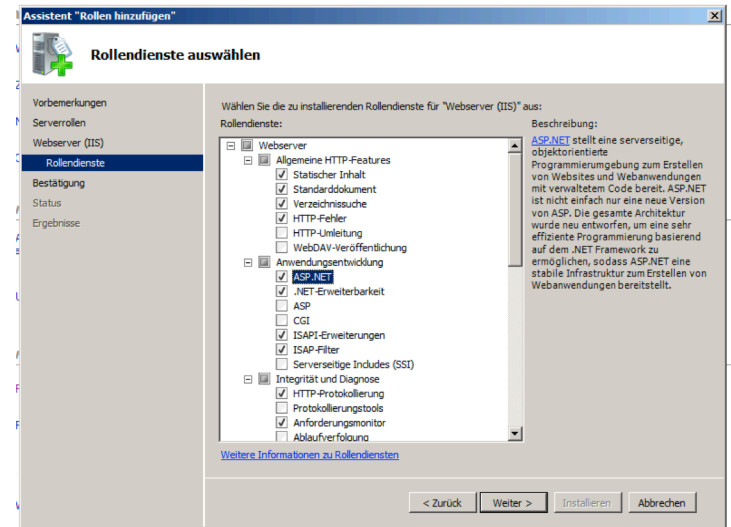 Assistent "Rollen hinzufügen"
Rollendienste auswählen
Vorbemerkungen
Serverrollen
Webserver (IIS)
Rollendienste
Bestätigung
Status
Ergebnisse
Wählen Sie die zu installierenden Rollendienste für "Webserver (IIS)" aus:
Rollendienste:
Webserver
Allgemeine HTTP-Features
Statischer Inhalt
Standarddokument
Verzeichnissuche
HTTP-Fehler
HTTP-Umleitung
WebDAV-Veröffentlichung
Anwendungsentwicklung
ASP.NET
.NET-Erweiterbarkeit
ASP
CGI
ISAPI-Erweiterungen
ISAP-Filter
Serverseitige Includes (SSI)
Integrität und Diagnose
HTTP-Protokollierung
Protokollierungstools
Anforderungsmonitor
Ablaufverfolgung
Weitere Informationen zu Rollendiensten
Beschreibung:
ASP.NET stellt eine serverseitige,
objektorientierte
Programmierumgebung zum Erstellen
von Websites und Webanwendungen
mit verwaltetem Code bereit. ASP.NET
ist nicht einfach nur eine neue Version
von ASP. Die gesamte Architektur
wurde neu entworfen, um eine sehr
effiziente Programmierung basierend
auf dem .NET Framework zu
ermöglichen, sodass ASP.NET eine
stabile Infrastruktur zum Erstellen von
Webanwendungen bereitstellt.
< Zurück
Weiter >
Installieren
Abbrechen